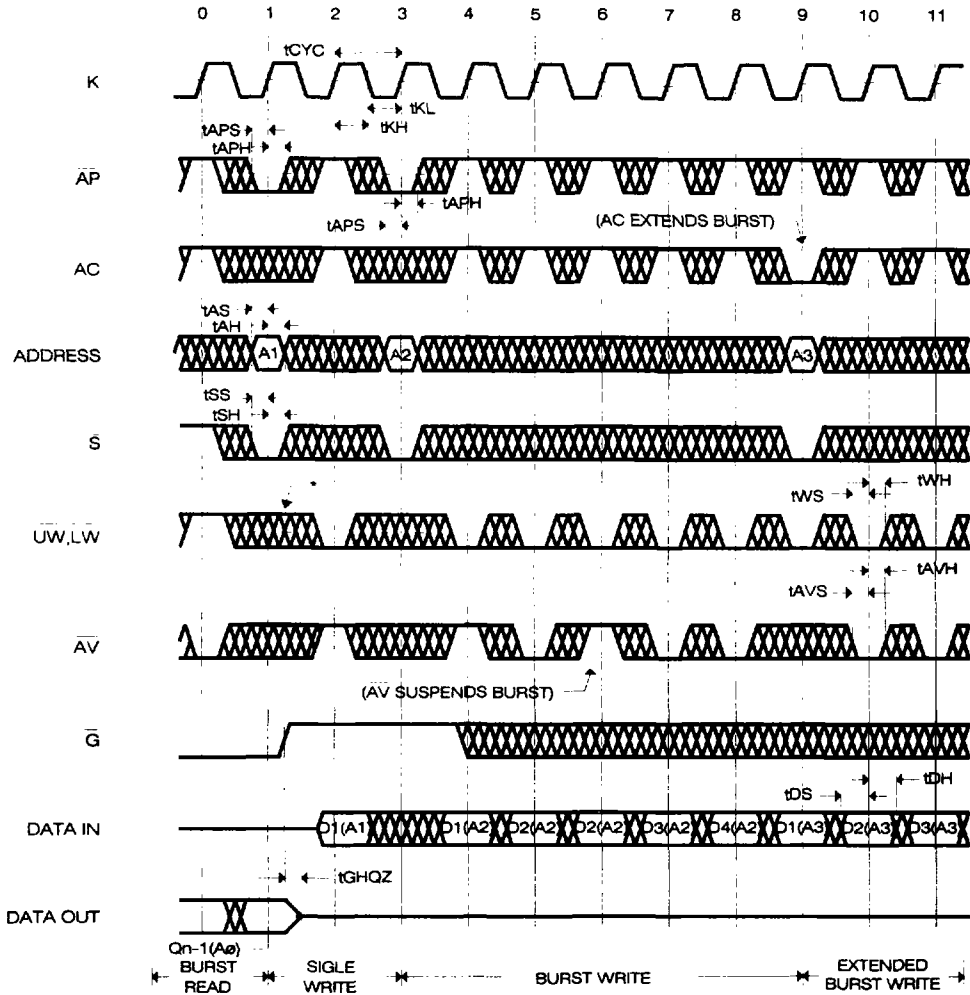 0 1 2 3 4 5 6 7 8 9 10 11
tCYC
K
tKL
tKH
tAPS
tAPH
AP
tAPH
tAPS
(AC EXTENDS BURST)
AC
tAS
tAH
ADDRESS A1 A2 A3
tSS
tSH
S
tWH
tWS
UW,LW
tAVH
tAVS
AV
(AV SUSPENDS BURST)
G
tDH
tDS
DATA IN D1(A1) D1(A2) D2(A2) D2(A2) D3(A2) D4(A2) D1(A3) D2(A3) D3(A3
tGHQZ
DATA OUT
Qn-1(Aø)
BURST READ
SIGLE WRITE
BURST WRITE
EXTENDED BURST WRITE